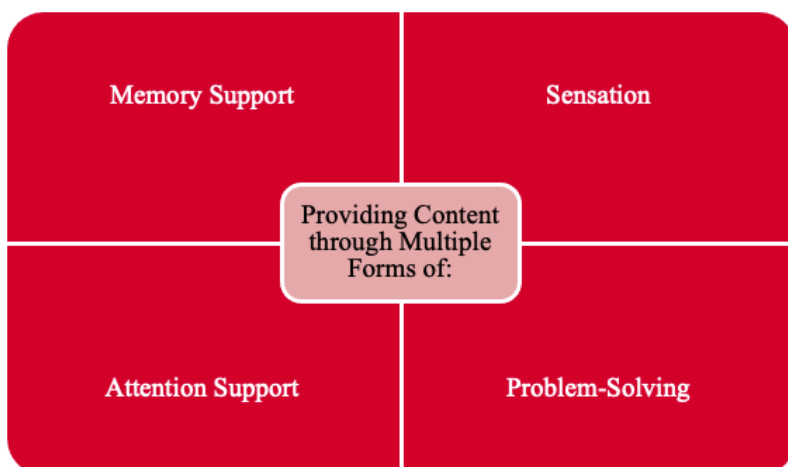 Memory Support
Sensation
Providing Content
through Multiple
Forms of:
Attention Support
Problem-Solving